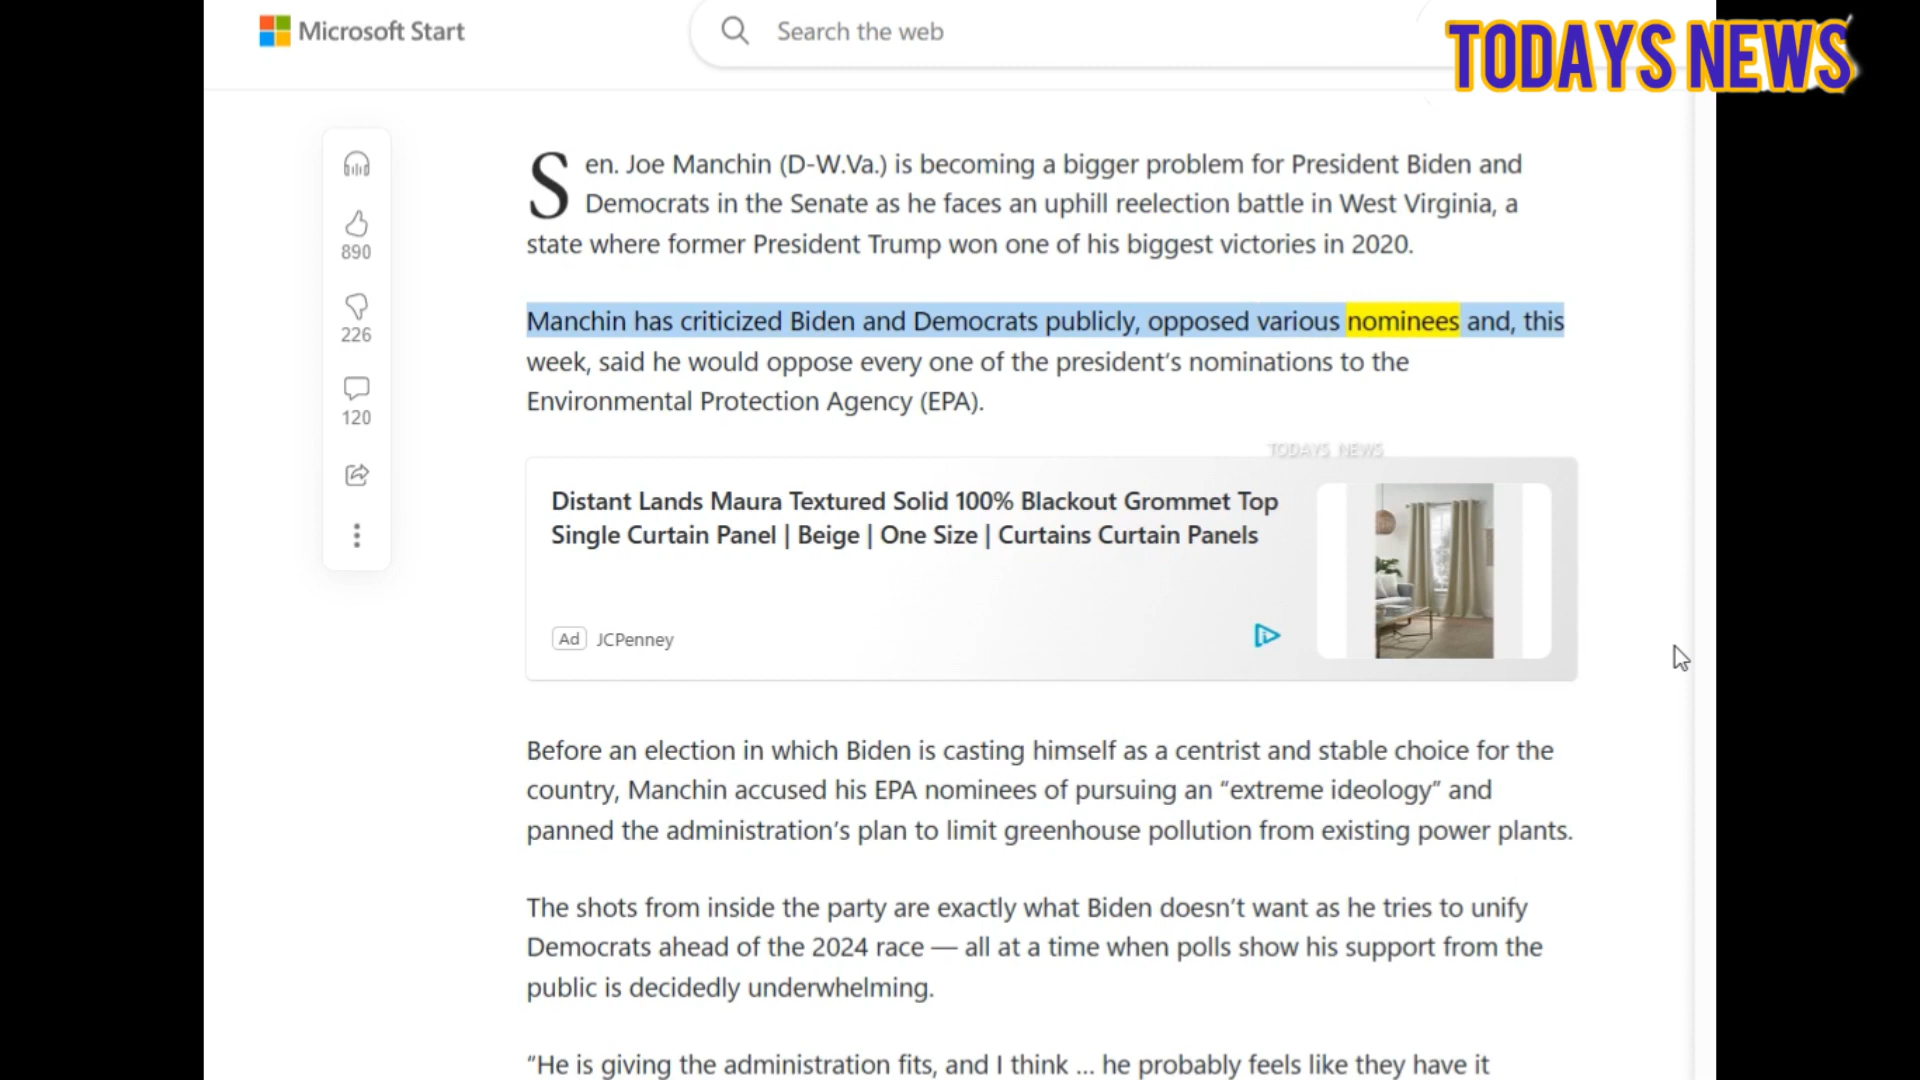 Microsoft Start
Search the web
TODAYS NEWS
Sen. Joe Manchin (D-W.Va.) is becoming a bigger problem for President Biden and
Democrats in the Senate as he faces an uphill reelection battle in West Virginia, a
state where former President Trump won one of his biggest victories in 2020.
890
226
120
Manchin has criticized Biden and Democrats publicly, opposed various nominees and, this
week, said he would oppose every one of the president’s nominations to the
Environmental Protection Agency (EPA).
TODAYS NEWS
Distant Lands Maura Textured Solid 100% Blackout Grommet Top
Single Curtain Panel | Beige | One Size | Curtains Curtain Panels
Ad JCPenney
Before an election in which Biden is casting himself as a centrist and stable choice for the
country, Manchin accused his EPA nominees of pursuing an “extreme ideology” and
panned the administration’s plan to limit greenhouse pollution from existing power plants.
The shots from inside the party are exactly what Biden doesn’t want as he tries to unify
Democrats ahead of the 2024 race — all at a time when polls show his support from the
public is decidedly underwhelming.
“He is giving the administration fits, and I think ... he probably feels like they have it